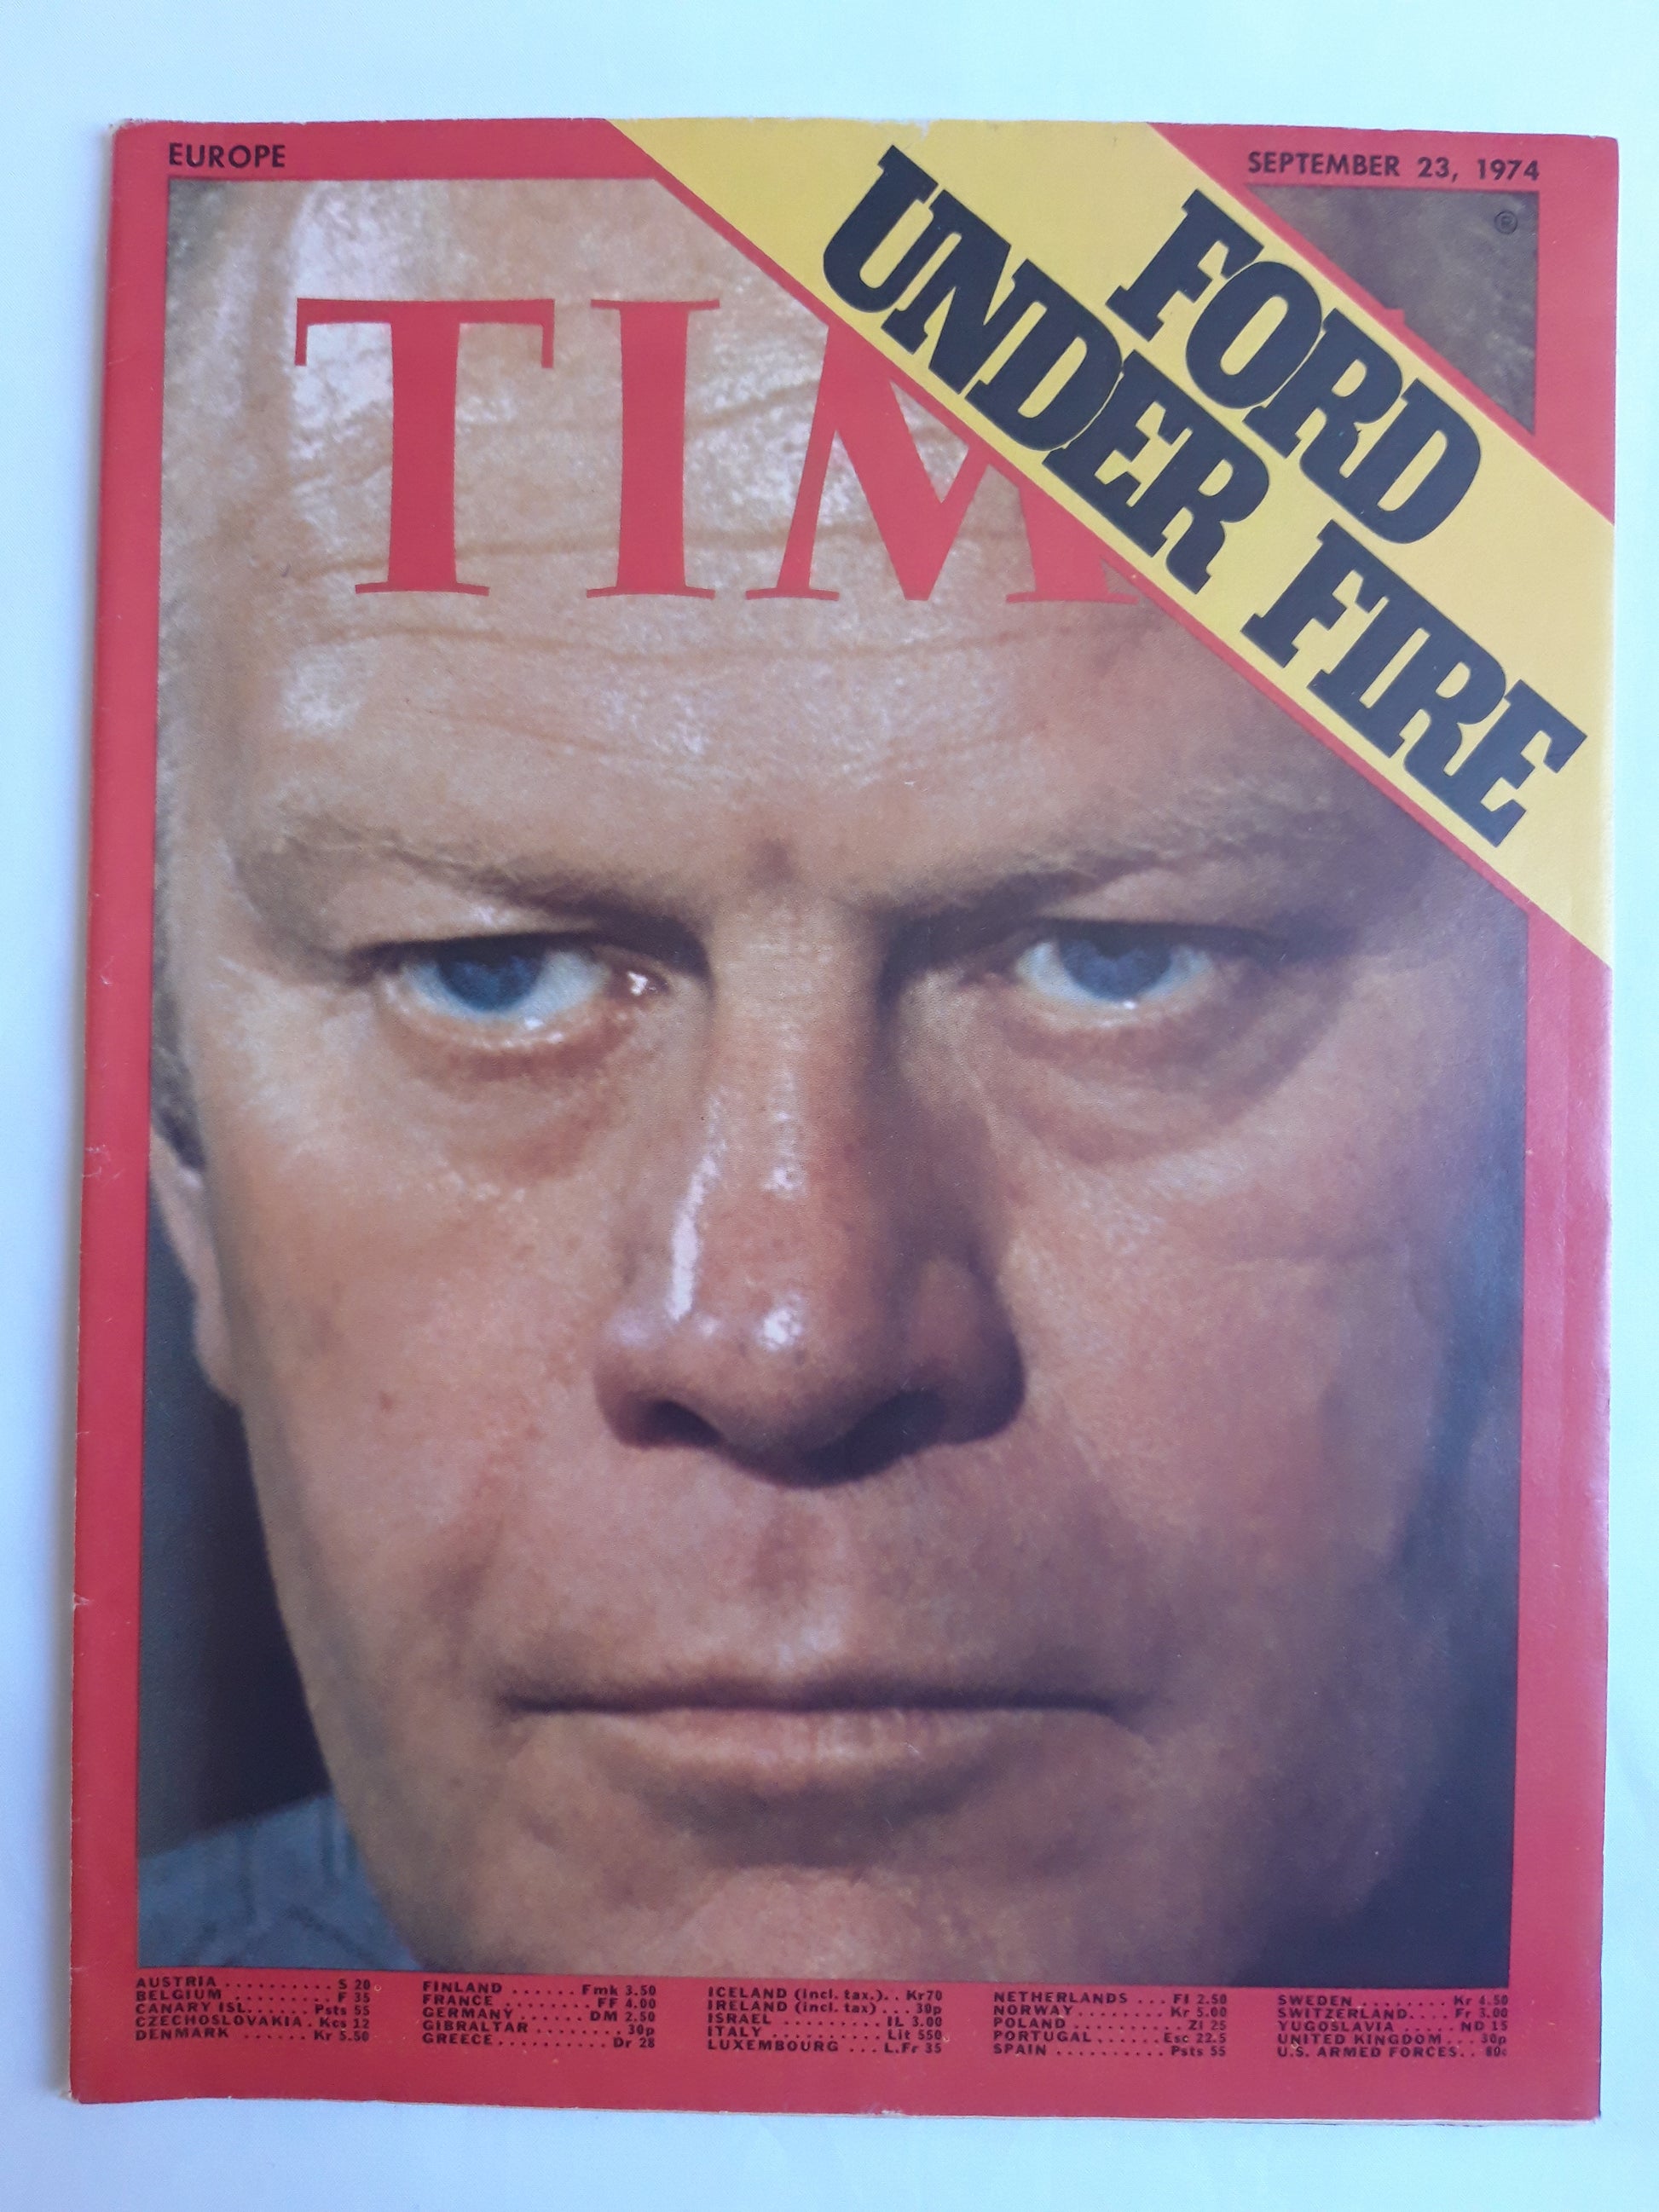 EUROPE
SEPTEMBER 23, 1974
®
TIM
FORD
UNDER FIRE
AUSTRIA .......... S 20
BELGIUM .......... F 35
CANARY ISL...... Psts 55
CZECHOSLOVAKIA . Kcs 12
DENMARK ...... Kr 5.50
FINLAND ...... Fmk 3.50
FRANCE ........ FF 4.00
GERMANY ...... DM 2.50
GIBRALTAR ....... 30p
GREECE .......... Dr 28
ICELAND (incl. tax.).. Kr70
IRELAND (incl. tax) ... 30p
ISRAEL .......... IL 3.00
ITALY .......... Lit 550
LUXEMBOURG ... L.Fr 35
NETHERLANDS ... Fl 2.50
NORWAY ........ Kr 5.00
POLAND .......... Zl 25
PORTUGAL ...... Esc 22.5
SPAIN .......... Psts 55
SWEDEN ........ Kr 4.50
SWITZERLAND.... Fr 3.00
YUGOSLAVIA ..... ND 15
UNITED KINGDOM ... 30p
U.S. ARMED FORCES.. 80c